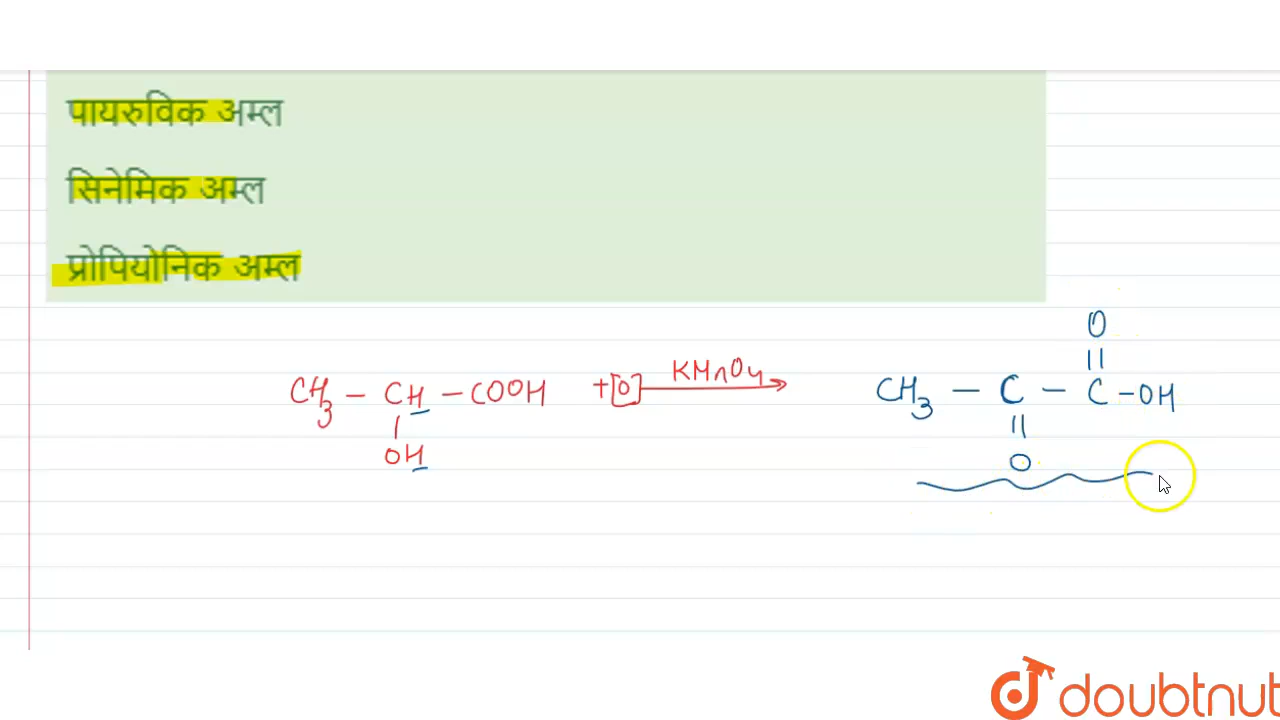 पायरुविक अम्ल
सिनेमिक अम्ल
प्रोपियोनिक अम्ल
O
||
CH3 — CH — COOH + [O] KMnO4 → CH3 — C — C – OH
| ||
OH O
doubtnut